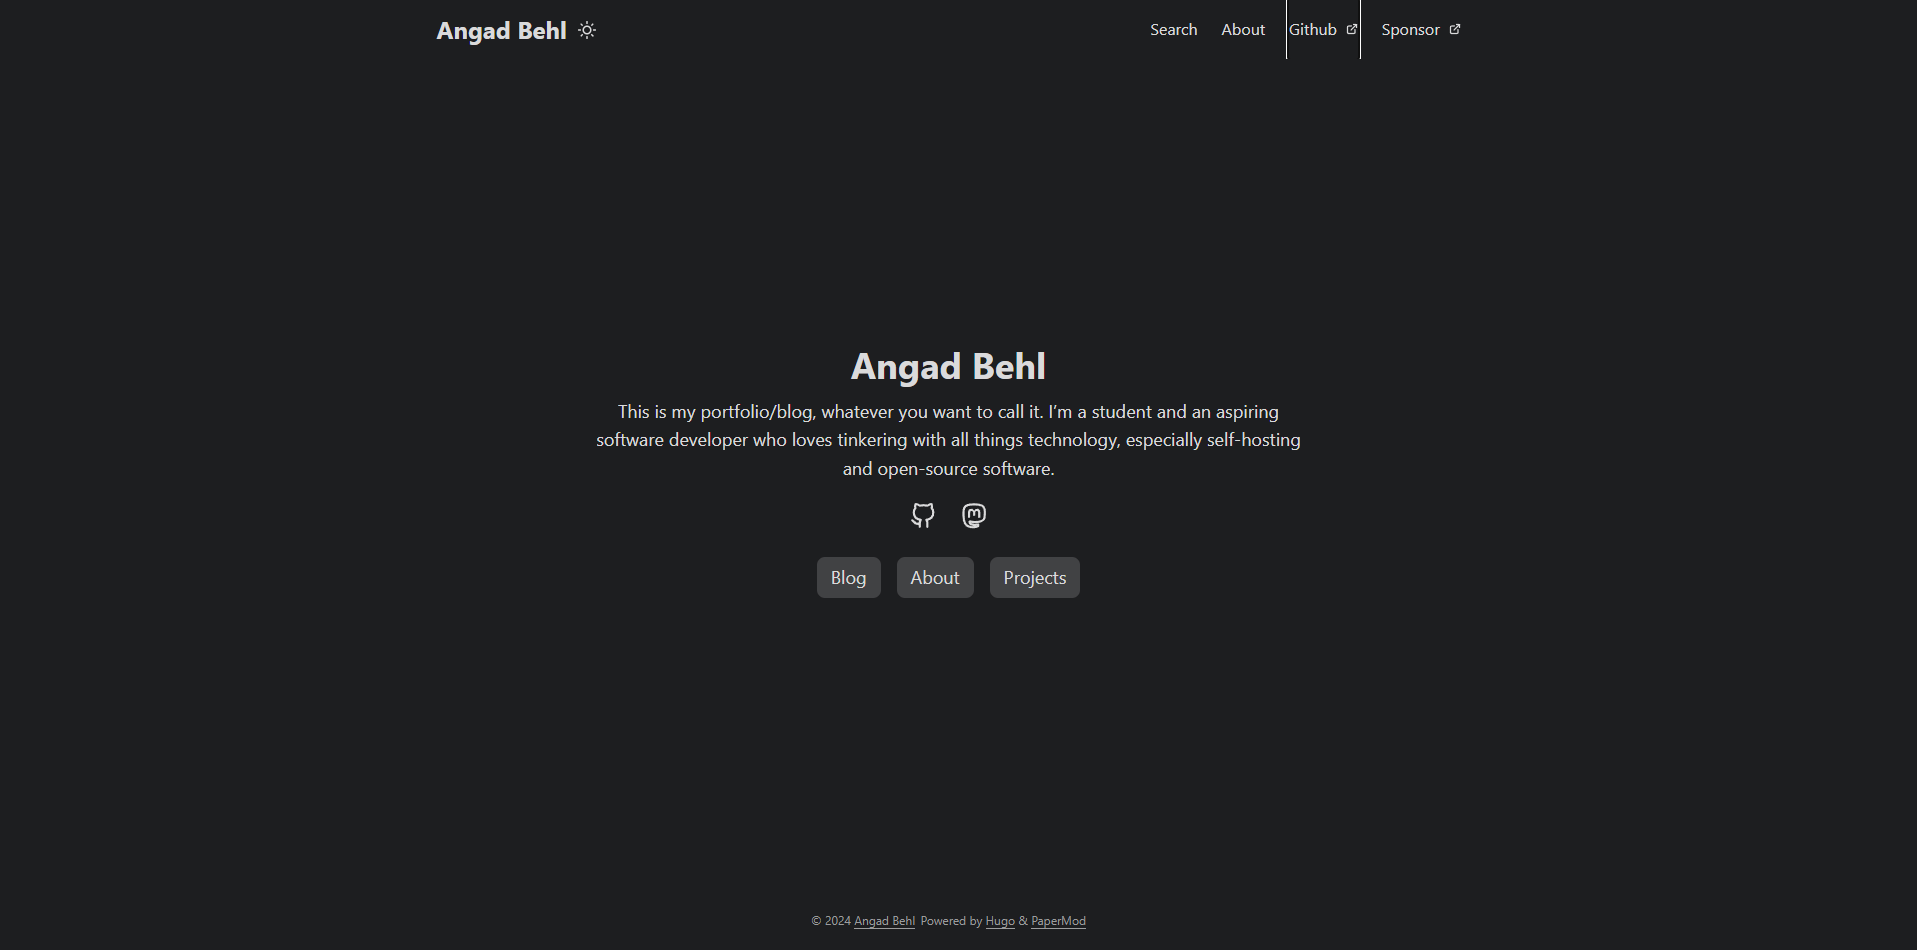 Angad Behl
Search About Github Sponsor
Angad Behl
This is my portfolio/blog, whatever you want to call it. I’m a student and an aspiring
software developer who loves tinkering with all things technology, especially self-hosting
and open-source software.
Blog About Projects
© 2024 Angad Behl Powered by Hugo & PaperMod